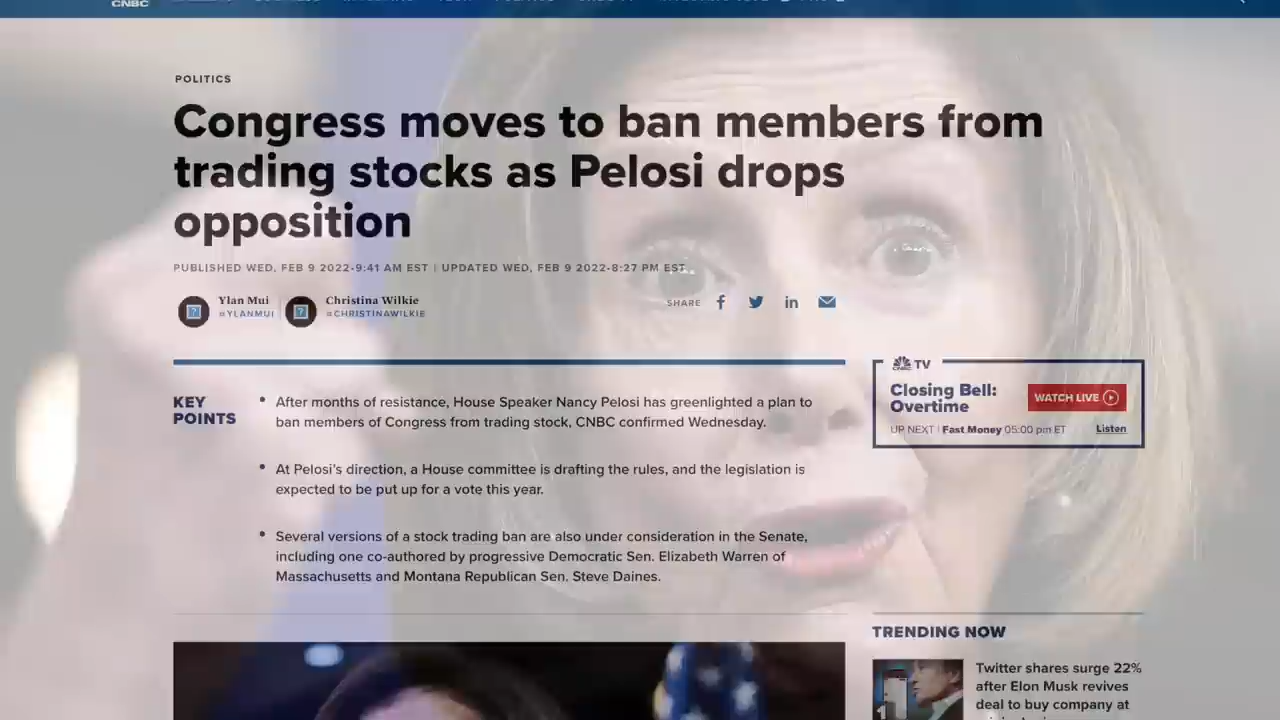 CNBC
POLITICS
Congress moves to ban members from
trading stocks as Pelosi drops
opposition
PUBLISHED WED, FEB 9 2022•9:41 AM EST | UPDATED WED, FEB 9 2022•8:27 PM EST
Ylan Mui
@YLANMUI
Christina Wilkie
@CHRISTINAWILKIE
SHARE
KEY
POINTS
• After months of resistance, House Speaker Nancy Pelosi has greenlighted a plan to
ban members of Congress from trading stock, CNBC confirmed Wednesday.
• At Pelosi's direction, a House committee is drafting the rules, and the legislation is
expected to be put up for a vote this year.
• Several versions of a stock trading ban are also under consideration in the Senate,
including one co-authored by progressive Democratic Sen. Elizabeth Warren of
Massachusetts and Montana Republican Sen. Steve Daines.
CNBC TV
Closing Bell:
Overtime
WATCH LIVE
UP NEXT | Fast Money 05:00 pm ET
Listen
TRENDING NOW
Twitter shares surge 22%
after Elon Musk revives
deal to buy company at